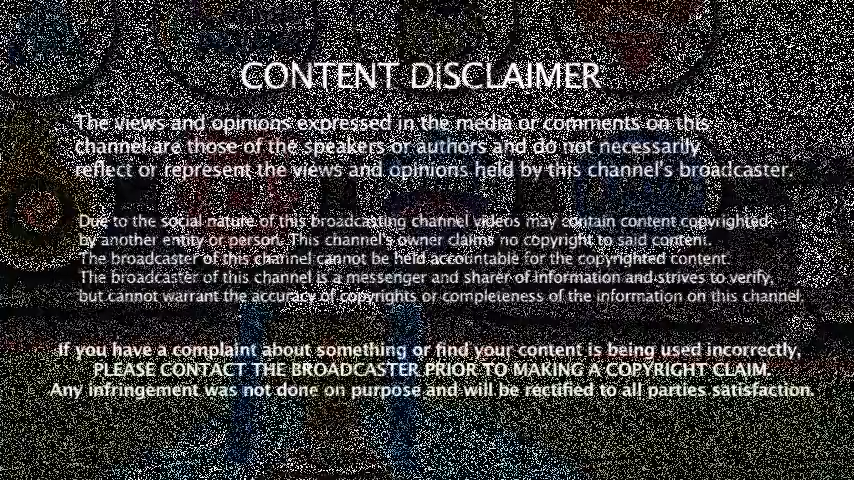 CONTENT DISCLAIMER
The views and opinions expressed in the media or comments on this
channel are those of the speakers or authors and do not necessarily
reflect or represent the views and opinions held by this channel's broadcaster.
Due to the social nature of this broadcasting channel videos may contain content copyrighted
by another entity or person. This channel's owner claims no copyright to said content.
The broadcaster of this channel cannot be held accountable for the copyrighted content.
The broadcaster of this channel is a messenger and sharer of information and strives to verify,
but cannot warrant the accuracy of copyrights or completeness of the information on this channel.
If you have a complaint about something or find your content is being used incorrectly,
PLEASE CONTACT THE BROADCASTER PRIOR TO MAKING A COPYRIGHT CLAIM.
Any infringement was not done on purpose and will be rectified to all parties satisfaction.